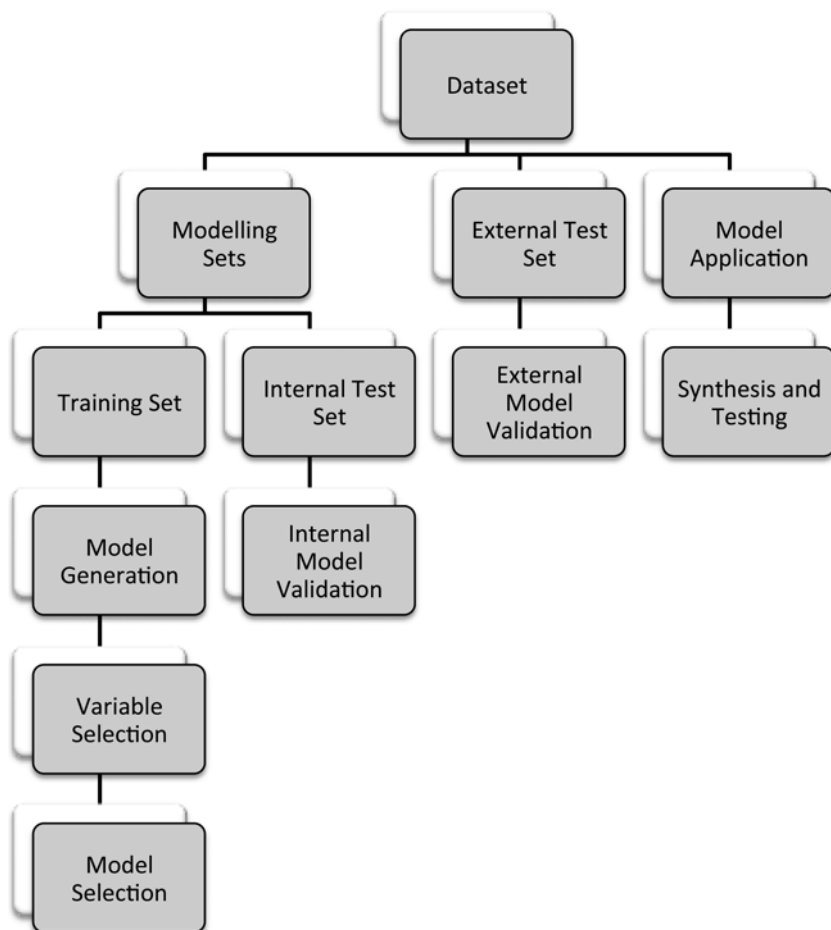 Dataset
Modelling
Sets
External Test
Set
Model
Application
Training Set
Internal Test
Set
External
Model
Validation
Synthesis and
Testing
Model
Generation
Internal
Model
Validation
Variable
Selection
Model
Selection